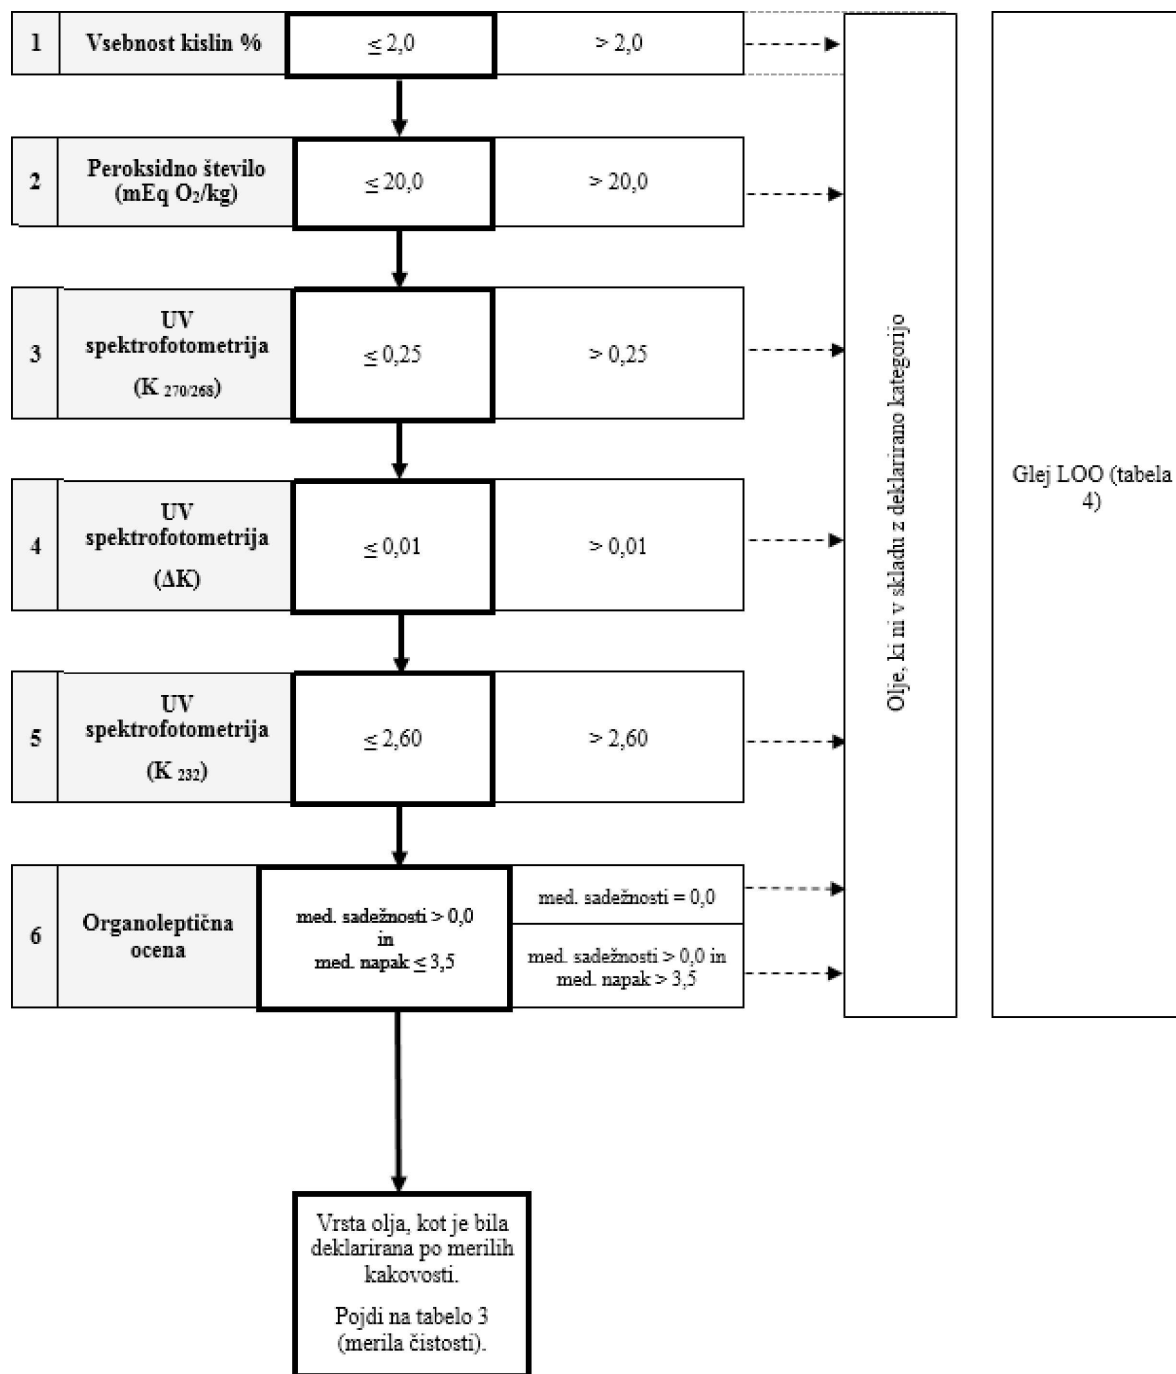 1
Vsebnost kislin %
≤ 2,0
> 2,0
2
Peroksidno število
(mEq O₂/kg)
≤ 20,0
> 20,0
3
UV
spektrofotometrija
(K 270/268)
≤ 0,25
> 0,25
4
UV
spektrofotometrija
(ΔK)
≤ 0,01
> 0,01
5
UV
spektrofotometrija
(K 232)
≤ 2,60
> 2,60
6
Organoleptična
ocena
med. sadežnosti > 0,0
in
med. napak ≤ 3,5
med. sadežnosti = 0,0
med. sadežnosti > 0,0 in
med. napak > 3,5
Olje, ki ni v skladu z deklarirano kategorijo
Glej LOO (tabela
4)
Vrsta olja, kot je bila
deklarirana po merilih
kakovosti.
Pojdi na tabelo 3
(merila čistosti).